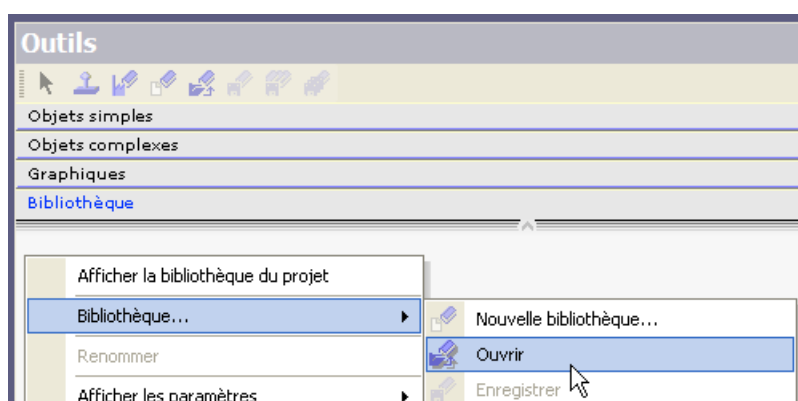 Outils
Objets simples
Objets complexes
Graphiques
Bibliothèque
Afficher la bibliothèque du projet
Bibliothèque...
Nouvelle bibliothèque...
Renommer
Ouvrir
Afficher les paramètres
Enregistrer